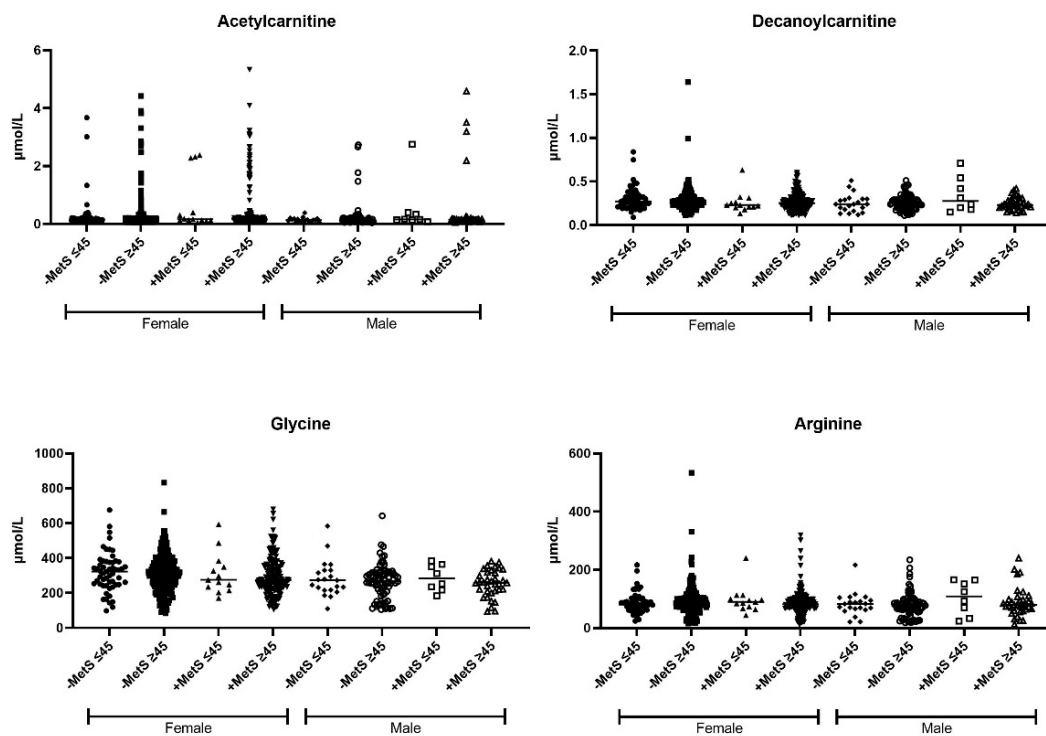 Acetylcarnitine
µmol/L
6
4
2
0
-MetS ≤45
-MetS ≥45
+MetS ≤45
+MetS ≥45
-MetS ≤45
-MetS ≥45
+MetS ≤45
+MetS ≥45
Female
Male
Decanoylcarnitine
µmol/L
2.0
1.5
1.0
0.5
0.0
-MetS ≤45
-MetS ≥45
+MetS ≤45
+MetS ≥45
-MetS ≤45
-MetS ≥45
+MetS ≤45
+MetS ≥45
Female
Male
Glycine
µmol/L
1000
800
600
400
200
0
-MetS ≤45
-MetS ≥45
+MetS ≤45
+MetS ≥45
-MetS ≤45
-MetS ≥45
+MetS ≤45
+MetS ≥45
Female
Male
Arginine
µmol/L
600
400
200
0
-MetS ≤45
-MetS ≥45
+MetS ≤45
+MetS ≥45
-MetS ≤45
-MetS ≥45
+MetS ≤45
+MetS ≥45
Female
Male